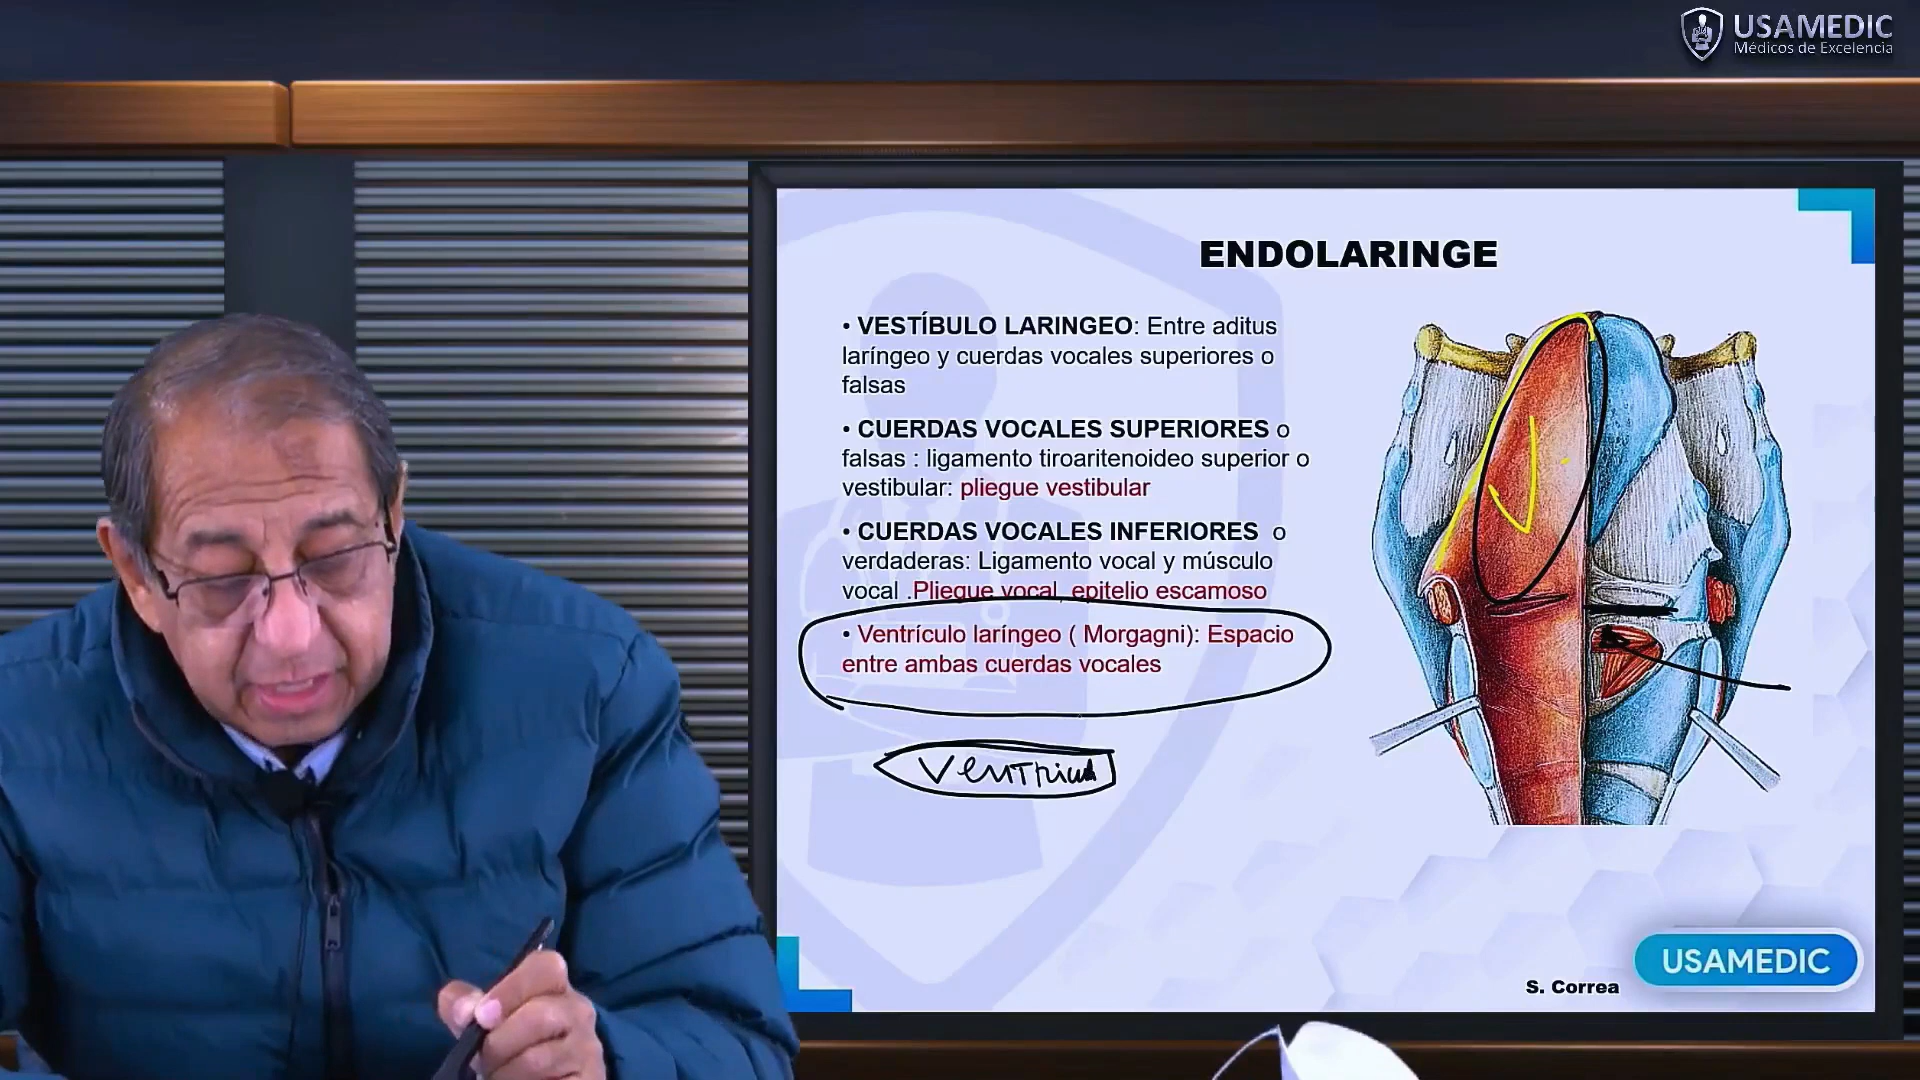 USAMEDIC
Médicos de Excelencia
ENDOLARINGE
• VESTÍBULO LARINGEO: Entre aditus
laríngeo y cuerdas vocales superiores o
falsas
• CUERDAS VOCALES SUPERIORES o
falsas : ligamento tiroaritenoideo superior o
vestibular: pliegue vestibular
• CUERDAS VOCALES INFERIORES o
verdaderas: Ligamento vocal y músculo
vocal .Pliegue vocal, epitelio escamoso
• Ventrículo laríngeo ( Morgagni): Espacio
entre ambas cuerdas vocales
USAMEDIC
S. Correa